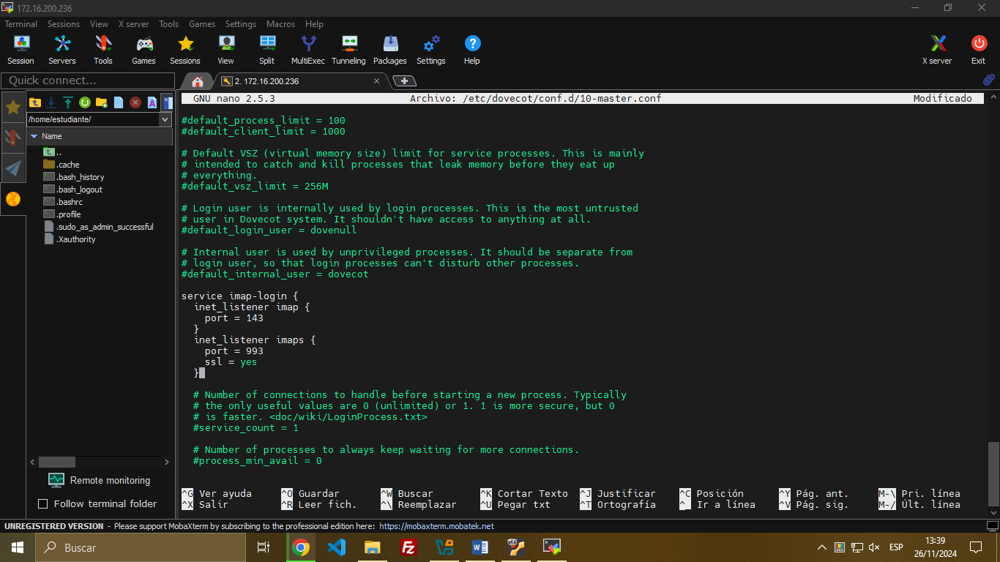 172.16.200.236
Terminal Sessions View X server Tools Games Settings Macros Help
Session Servers Tools Games Sessions View Split MultiExec Tunneling Packages Settings Help X server Exit
Quick connect...
2. 172.16.200.236
/home/estudiante/
Name
..
.cache
.bash_history
.bash_logout
.bashrc
.profile
.sudo_as_admin_successful
.Xauthority
Remote monitoring
Follow terminal folder
GNU nano 2.5.3 Archivo: /etc/dovecot/conf.d/10-master.conf Modificado
#default_process_limit = 100
#default_client_limit = 1000
# Default VSZ (virtual memory size) limit for service processes. This is mainly
# intended to catch and kill processes that leak memory before they eat up
# everything.
#default_vsz_limit = 256M
# Login user is internally used by login processes. This is the most untrusted
# user in Dovecot system. It shouldn't have access to anything at all.
#default_login_user = dovenull
# Internal user is used by unprivileged processes. It should be separate from
# login user, so that login processes can't disturb other processes.
#default_internal_user = dovecot
service imap-login {
inet_listener imap {
port = 143
}
inet_listener imaps {
port = 993
ssl = yes
}
# Number of connections to handle before starting a new process. Typically
# the only useful values are 0 (unlimited) or 1. 1 is more secure, but 0
# is faster. <doc/wiki/LoginProcess.txt>
#service_count = 1
# Number of processes to always keep waiting for more connections.
#process_min_avail = 0
^G Ver ayuda ^O Guardar ^W Buscar ^K Cortar Texto ^J Justificar ^C Posición ^Y Pág. ant. M-\ Pri. línea
^X Salir ^R Leer fich. ^\ Reemplazar ^U Pegar txt ^T Ortografía ^_ Ir a línea ^V Pág. sig. M-/ Últ. línea
UNREGISTERED VERSION - Please support MobaXterm by subscribing to the professional edition here: https://mobaxterm.mobatek.net
Buscar
ESP
13:39
26/11/2024